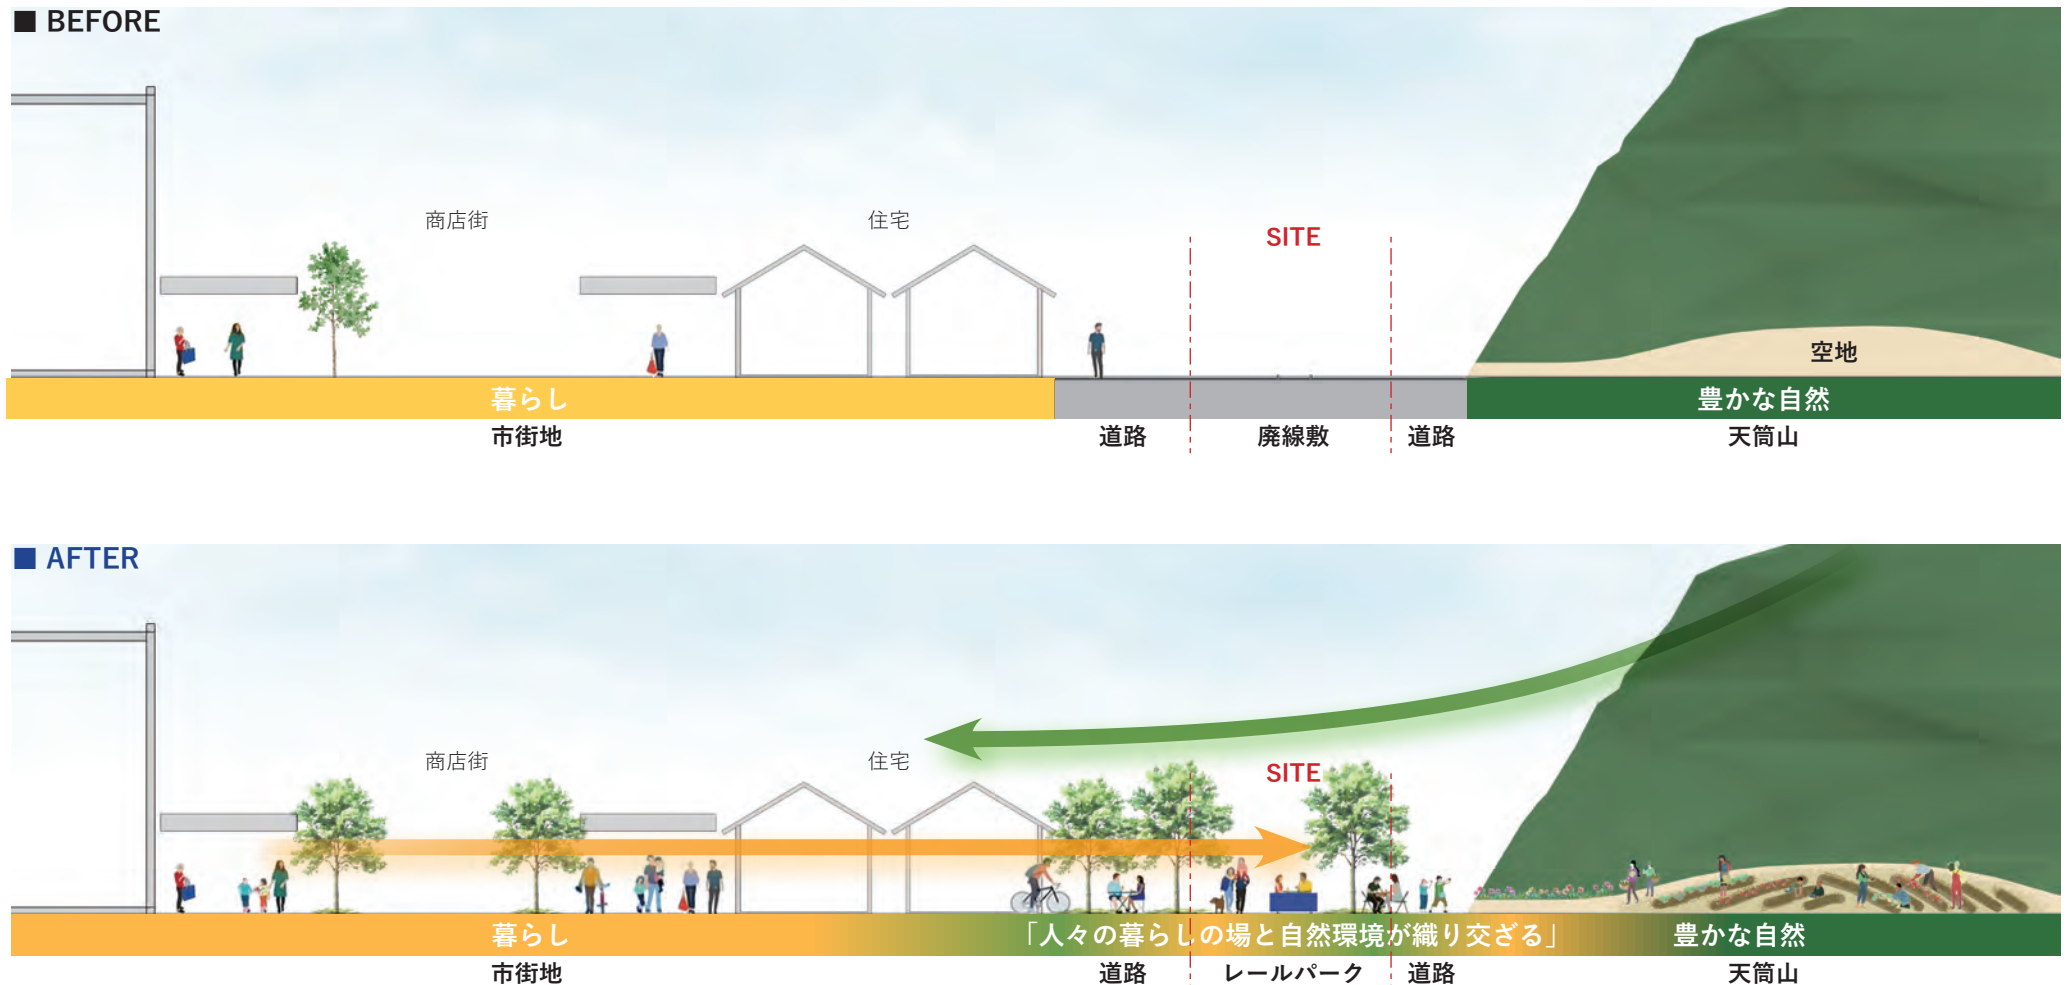 ■ BEFORE
商店街
住宅
SITE
空地
暮らし
豊かな自然
市街地
道路
廃線敷
道路
天筒山
■ AFTER
商店街
住宅
SITE
暮らし
「人々の暮らしの場と自然環境が織り交ざる」
豊かな自然
市街地
道路
レールパーク
道路
天筒山